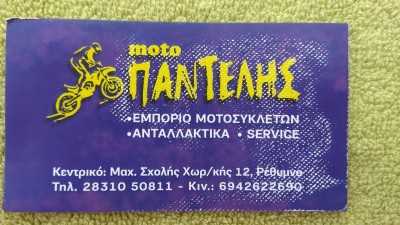 moto
ΠΑΝΤΕΛΗΣ
•ΕΜΠΟΡΙΟ ΜΟΤΟΣΥΚΛΕΤΩΝ
•ΑΝΤΑΛΛΑΚΤΙΚΑ • SERVICE
Κεντρικό: Μαχ. Σχολής Χωρ/κής 12, Ρέθυμνο
Τηλ. 28310 50811 - Κιν.: 6942622690